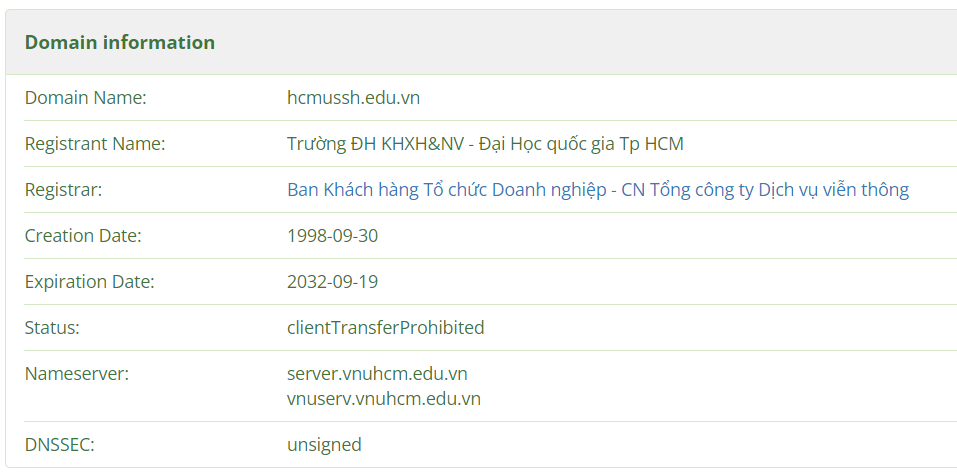 Domain information
Domain Name: hcmussh.edu.vn
Registrant Name: Trường ĐH KHXH&NV - Đại Học quốc gia Tp HCM
Registrar: Ban Khách hàng Tổ chức Doanh nghiệp - CN Tổng công ty Dịch vụ viễn thông
Creation Date: 1998-09-30
Expiration Date: 2032-09-19
Status: clientTransferProhibited
Nameserver: server.vnuhcm.edu.vn
vnuserv.vnuhcm.edu.vn
DNSSEC: unsigned